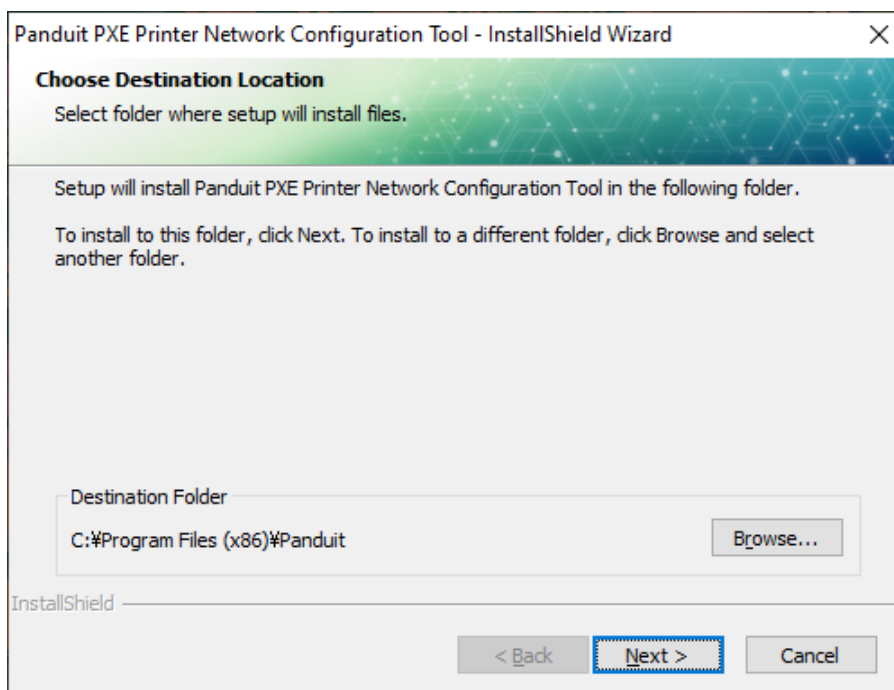 Panduit PXE Printer Network Configuration Tool - InstallShield Wizard
Choose Destination Location
Select folder where setup will install files.
Setup will install Panduit PXE Printer Network Configuration Tool in the following folder.
To install to this folder, click Next. To install to a different folder, click Browse and select
another folder.
Destination Folder
C:¥Program Files (x86)¥Panduit
Browse...
InstallShield
< Back
Next >
Cancel